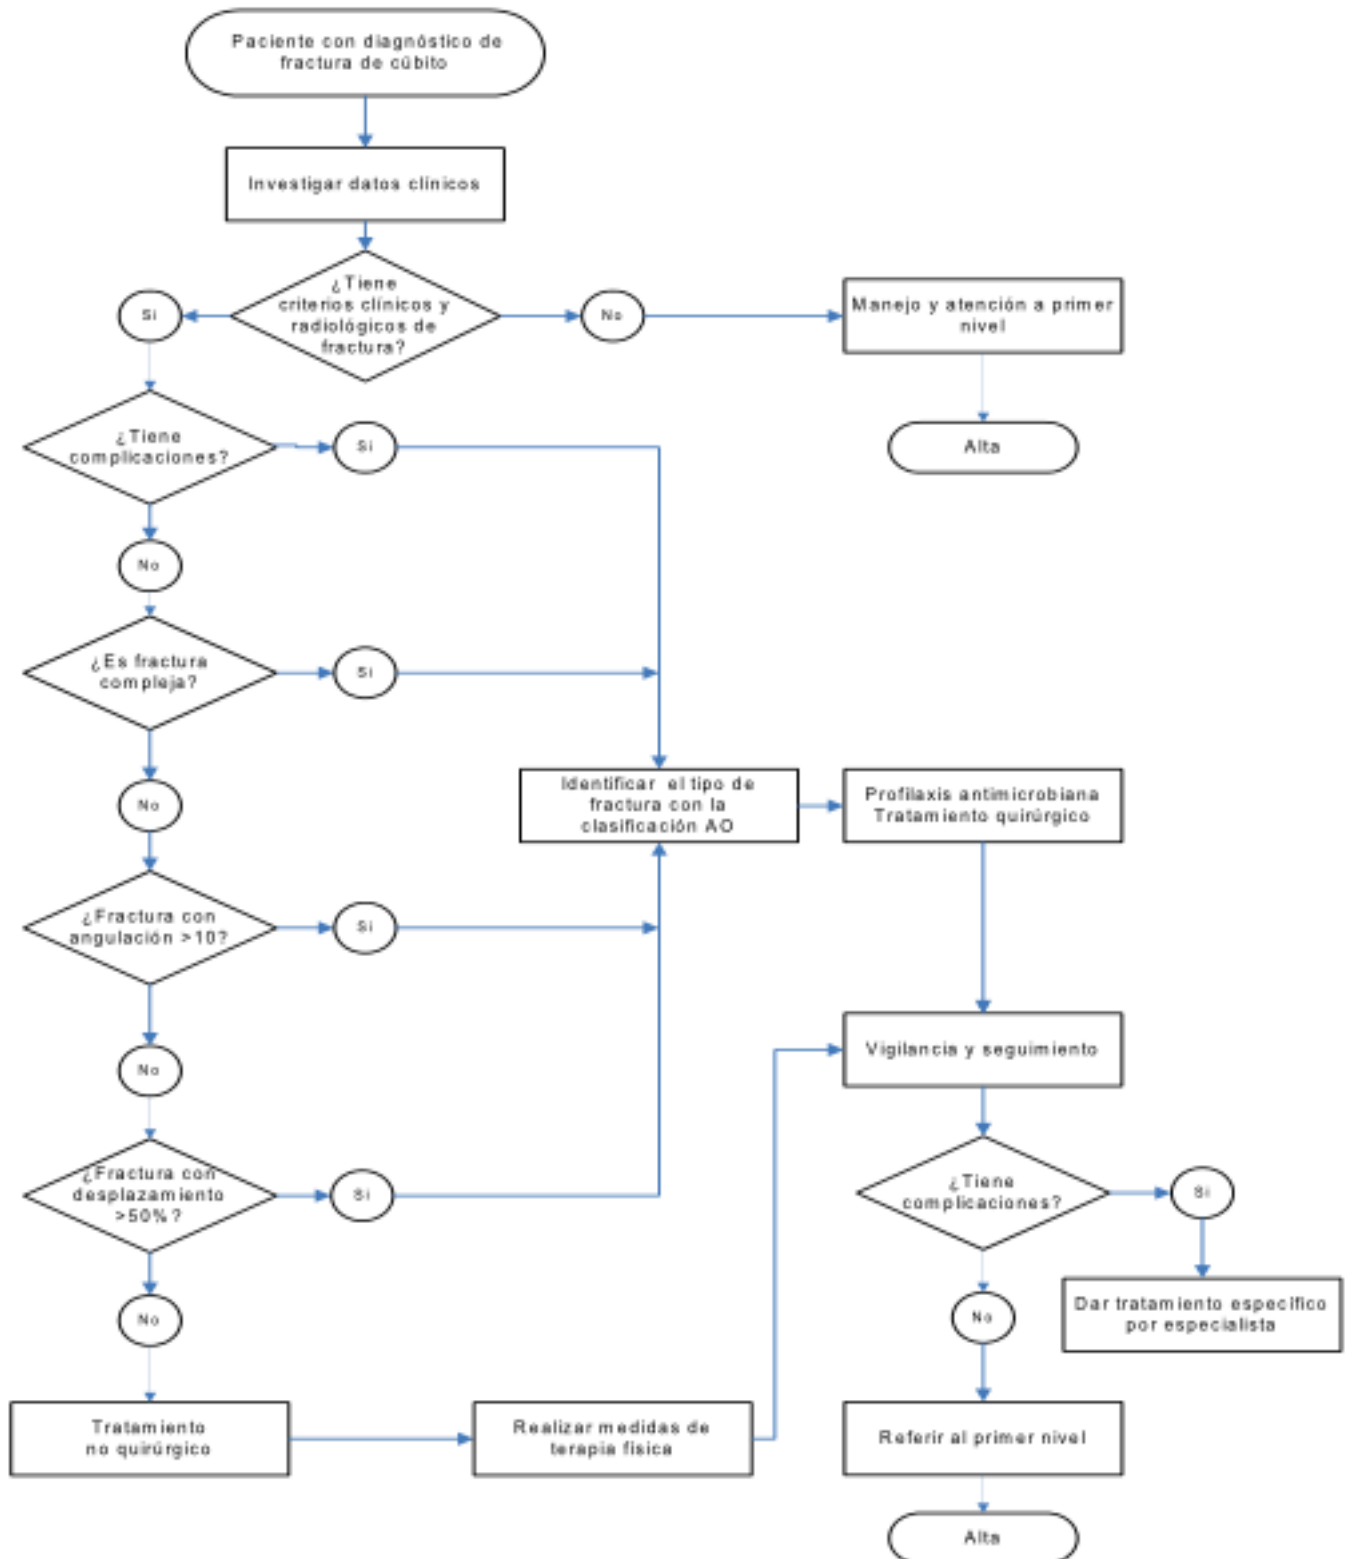 Paciente con diagnóstico de
fractura de cúbito
Investigar datos clínicos
¿Tiene
criterios clínicos y
radiológicos de
fractura?
Si
No
Manejo y atención a primer
nivel
Alta
¿Tiene
complicaciones?
Si
No
¿Es fractura
compleja?
Si
No
Identificar el tipo de
fractura con la
clasificación AO
Profilaxis antimicrobiana
Tratamiento quirúrgico
¿Fractura con
angulación >10?
Si
No
Vigilancia y seguimiento
¿Fractura con
desplazamiento
>50%?
Si
No
¿Tiene
complicaciones?
Si
No
Dar tratamiento específico
por especialista
Tratamiento
no quirúrgico
Realizar medidas de
terapia física
Referir al primer nivel
Alta